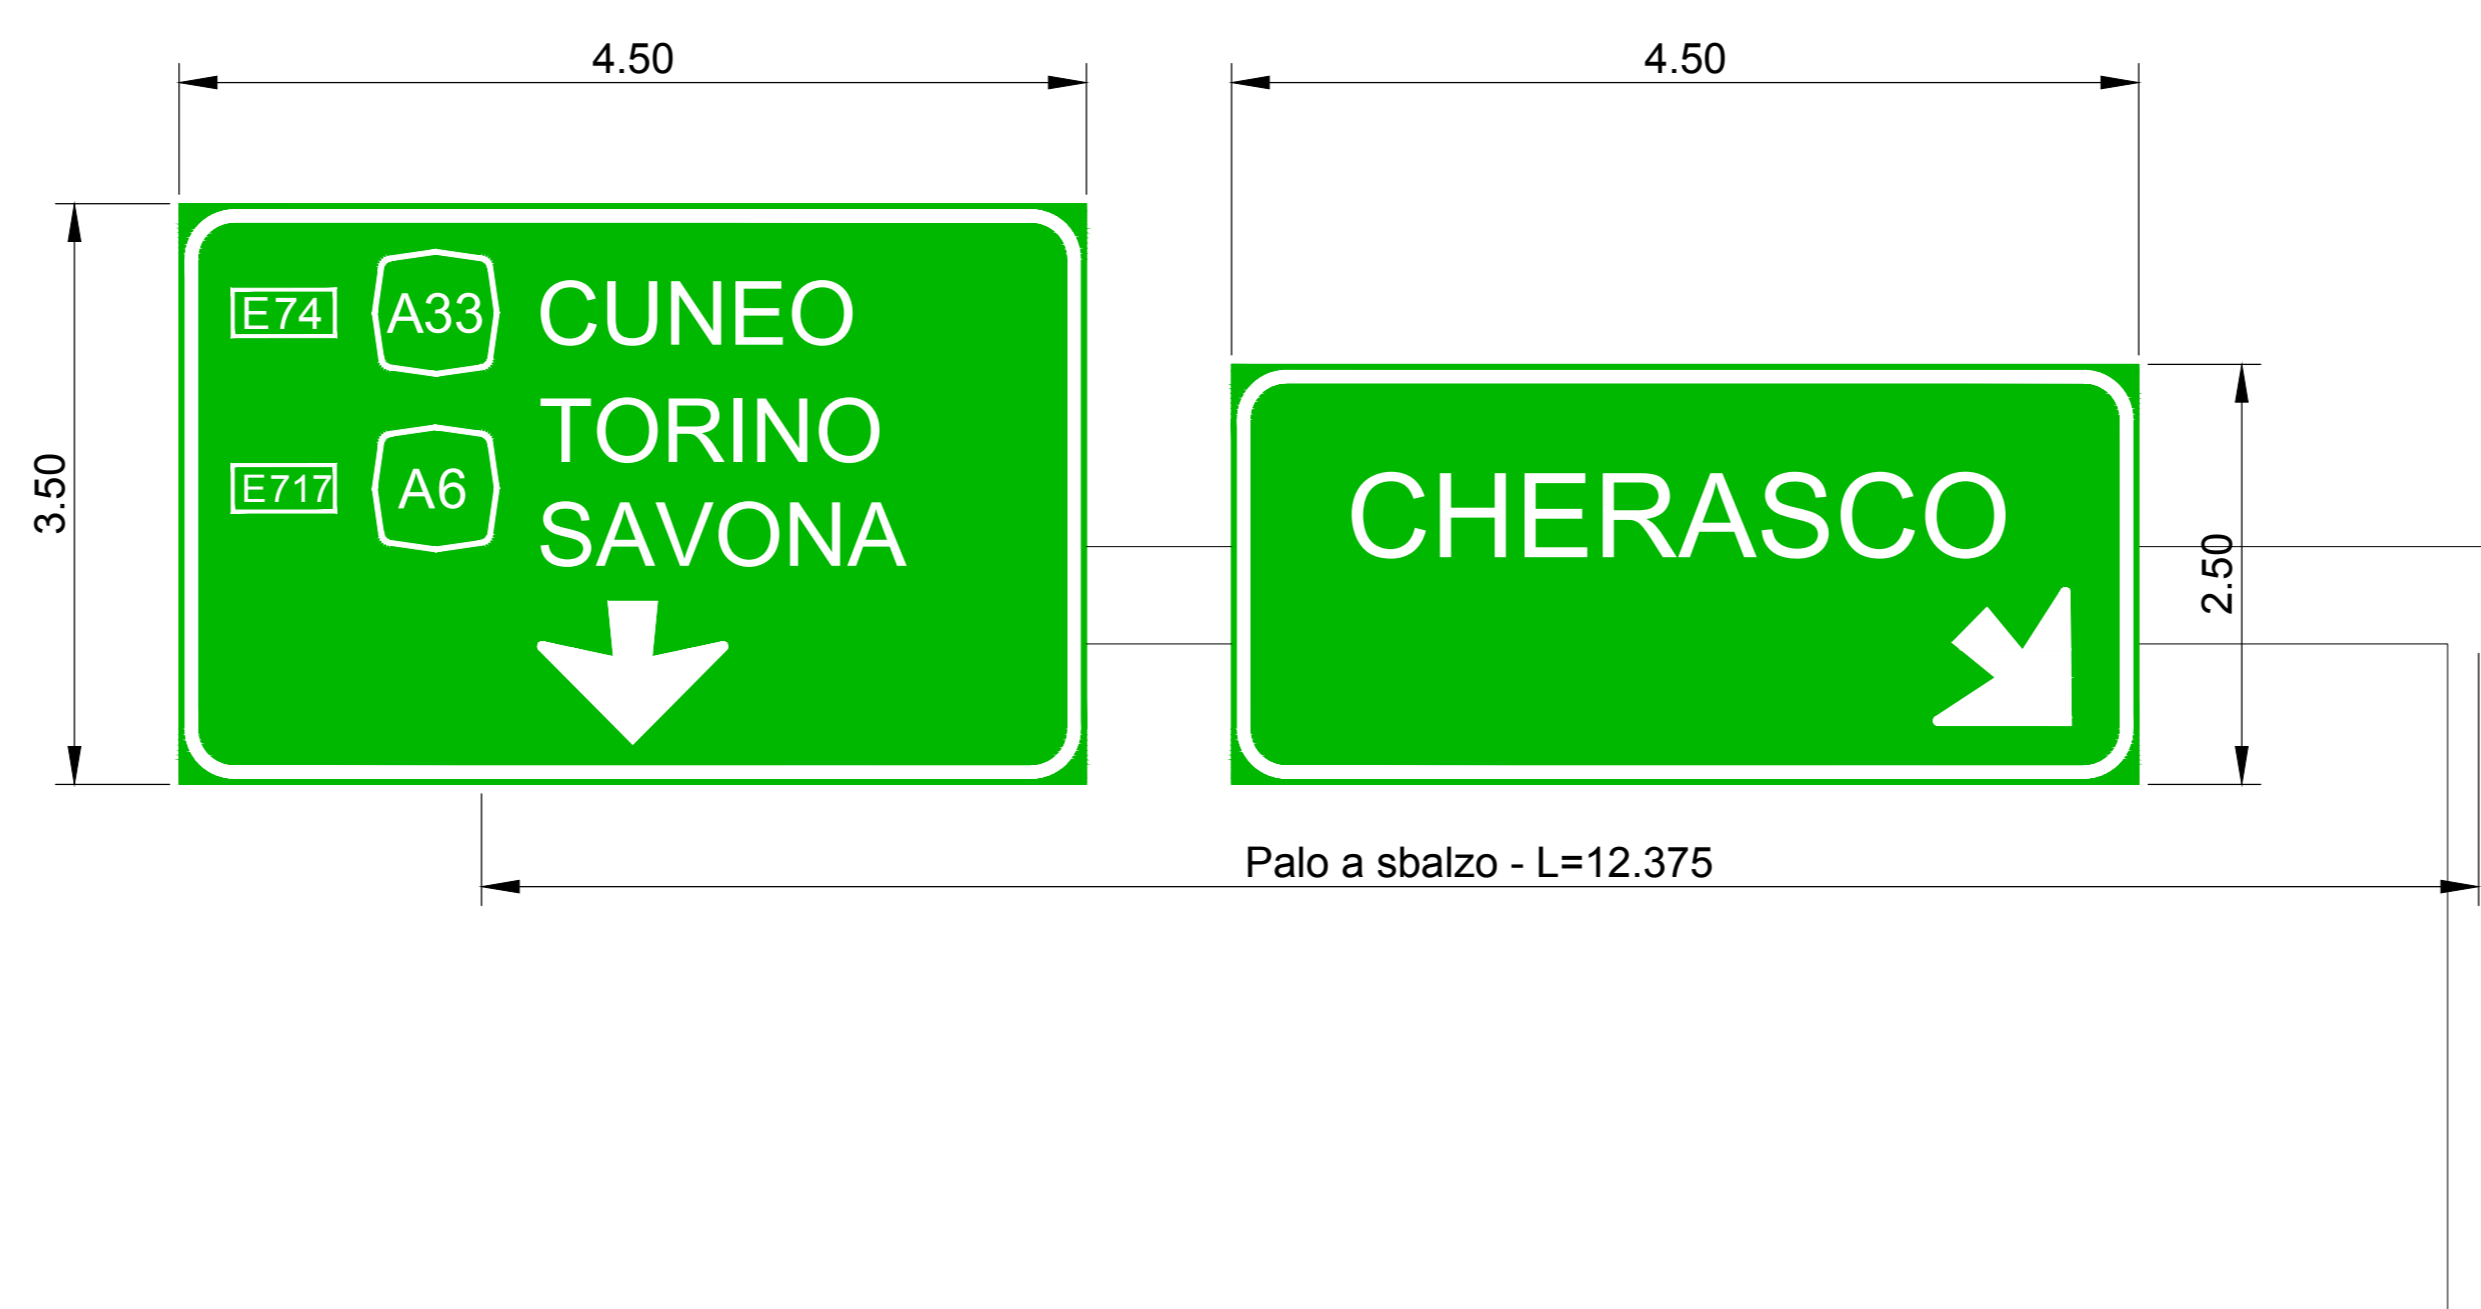 4.50
4.50
E74 A33 CUNEO
TORINO
E717 A6
SAVONA
3.50
CHERASCO
2.50
Palo a sbalzo - L=12.375